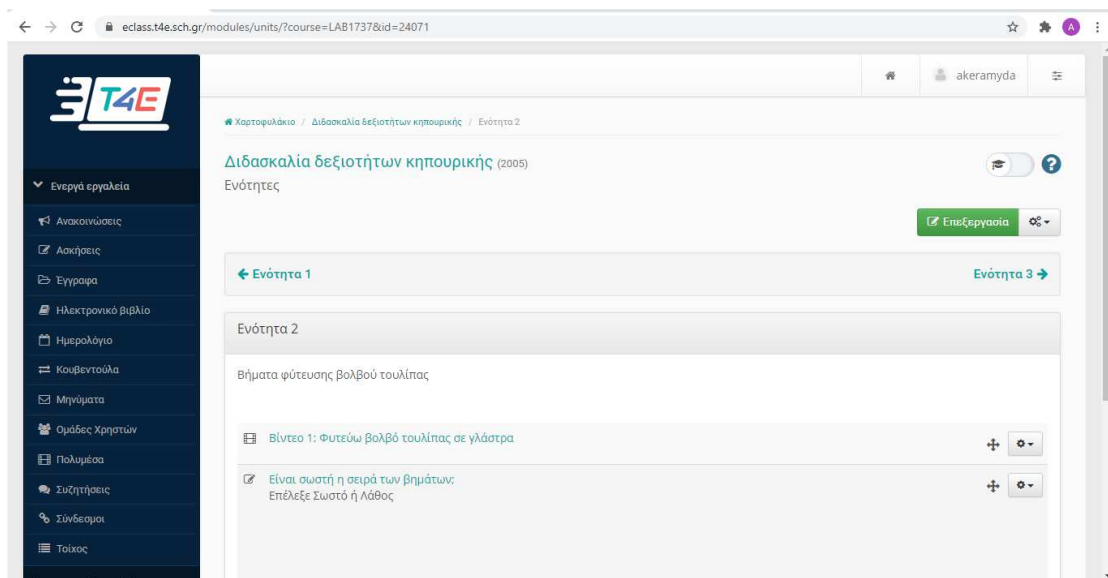 eclass.t4e.sch.gr/modules/units/?course=LAB1737&id=24071
A
T4E
akeramyda
Χαρτοφυλάκιο / Διδασκαλία δεξιοτήτων κηπουρικής / Ενότητα 2
Διδασκαλία δεξιοτήτων κηπουρικής (2005)
Ενότητες
Ενεργά εργαλεία
Ανακοινώσεις
Ασκήσεις
Έγγραφα
Ηλεκτρονικό βιβλίο
Ημερολόγιο
Κουβεντούλα
Μηνύματα
Ομάδες Χρηστών
Πολυμέσα
Συζητήσεις
Σύνδεσμοι
Τοίχος
Επεξεργασία
Ενότητα 1
Ενότητα 3
Ενότητα 2
Βήματα φύτευσης βολβού τουλίπας
Βίντεο 1: Φυτεύω βολβό τουλίπας σε γλάστρα
Είναι σωστή η σειρά των βημάτων;
Επέλεξε Σωστό ή Λάθος